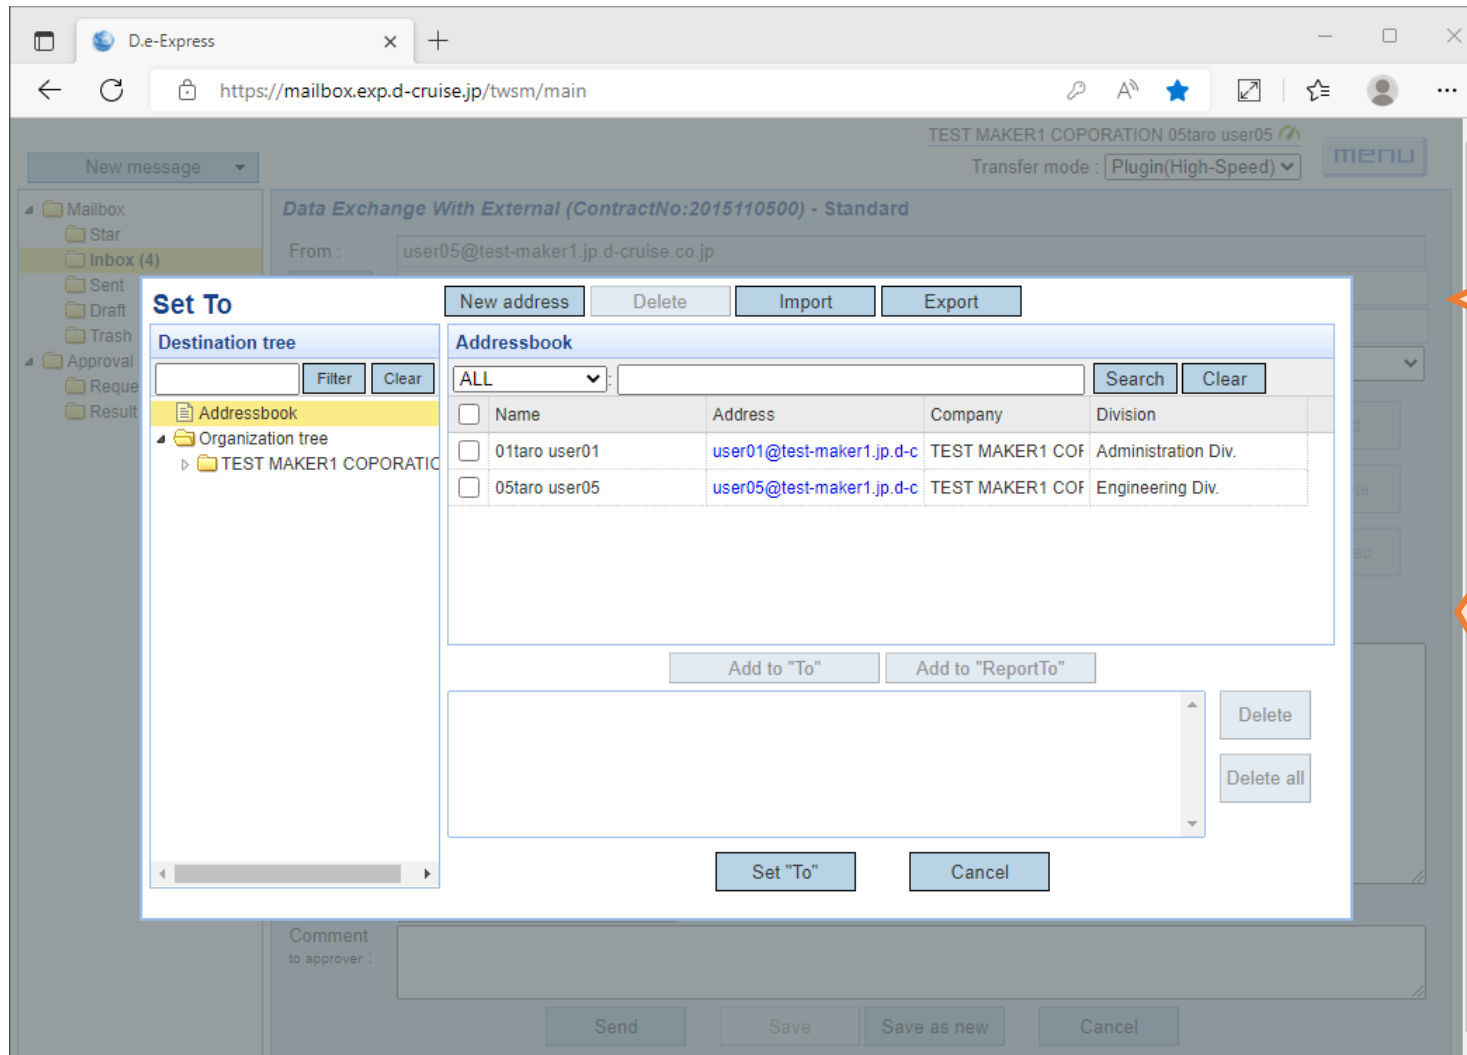 D.e-Express
https://mailbox.exp.d-cruise.jp/twsm/main
TEST MAKER1 COPORATION 05taro user05
New message
Transfer mode : Plugin(High-Speed)
menu
Mailbox
Star
Inbox (4)
Sent
Draft
Trash
Approval
Reque
Result
Data Exchange With External (ContractNo:2015110500) - Standard
From : user05@test-maker1.jp.d-cruise.co.jp
Set To
New address Delete Import Export
Destination tree
Filter Clear
Addressbook
Organization tree
TEST MAKER1 COPORATIC
Addressbook
ALL : Search Clear
Name Address Company Division
01taro user01 user01@test-maker1.jp.d-c TEST MAKER1 COF Administration Div.
05taro user05 user05@test-maker1.jp.d-c TEST MAKER1 COF Engineering Div.
Add to "To" Add to "ReportTo"
Delete
Delete all
Set "To" Cancel
te
ad
Comment
to approver :
Send Save Save as new Cancel